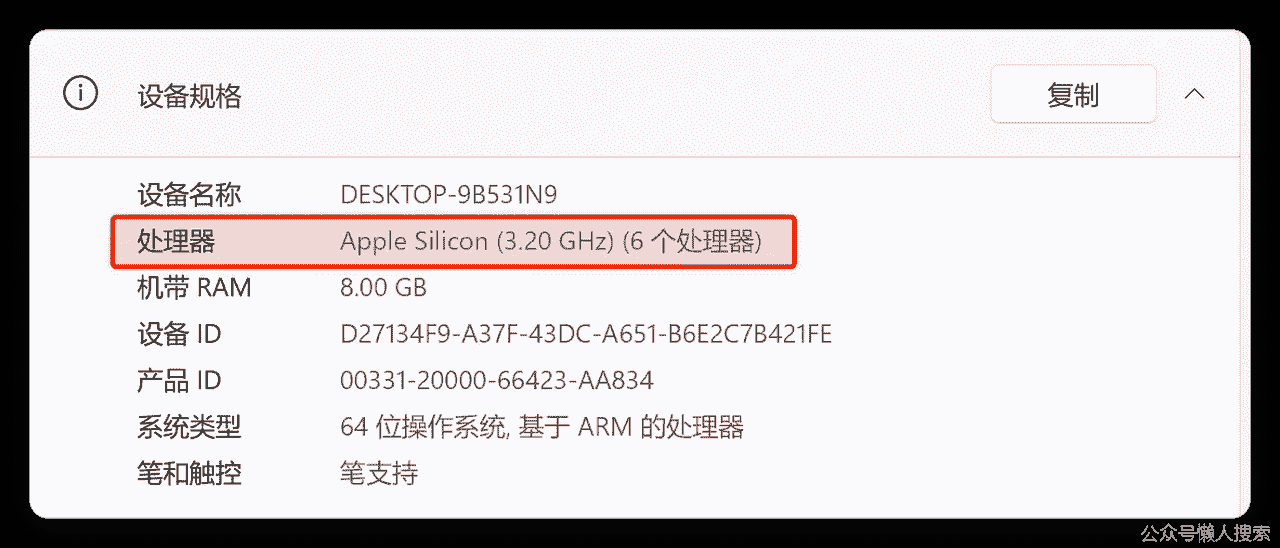 设备规格
复制
设备名称 DESKTOP-9B531N9
处理器 Apple Silicon (3.20 GHz) (6 个处理器)
机带 RAM 8.00 GB
设备 ID D27134F9-A37F-43DC-A651-B6E2C7B421FE
产品 ID 00331-20000-66423-AA834
系统类型 64 位操作系统, 基于 ARM 的处理器
笔和触控 笔支持
公众号懒人搜索